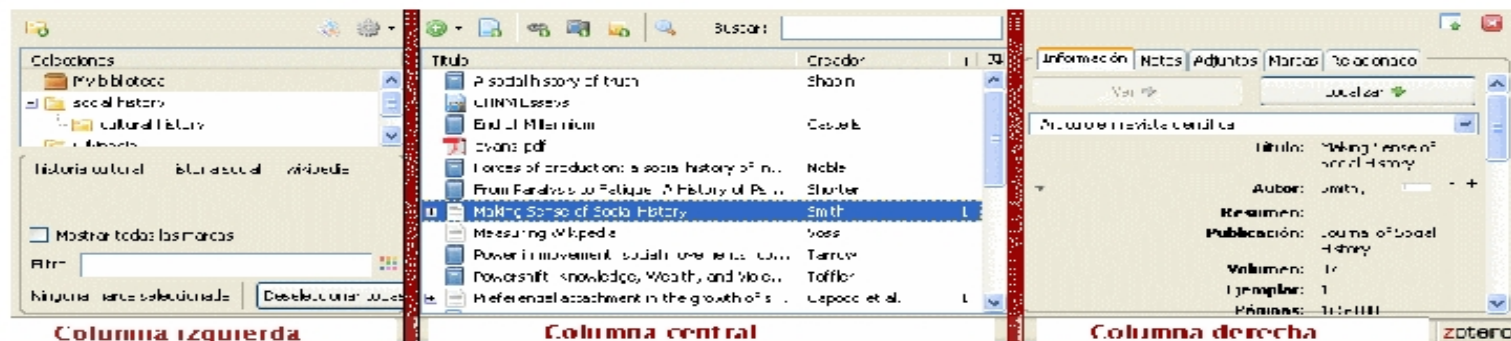 Buscar:
Colecciones
Mi biblioteca
social history
cultural history
wikipedia
historia cultural historia social wikipedia
Mostrar todas las marcas
Filtro:
Ninguna marca seleccionada
Deseleccionar todas
Columna izquierda
Título Creador
A social history of truth Shapin
CHNM Essays
End of Millennium Castells
evans.pdf
Forces of production: a social history of in... Noble
From Paralysis to Fatigue: A History of Ps... Shorter
Making Sense of Social History Smith 1
Measuring Wikipedia Voss
Power in movement: social movements, co... Tarrow
Powershift: Knowledge, Wealth, and Viole... Toffler
Preferential attachment in the growth of s... Capocci et al. 1
Columna central
Información Notas Adjuntos Marcas Relacionado
Ver Localizar
Artículo en revista científica
Título: Making Sense of
Social History
Autor: Smith,
Resumen:
Publicación: Journal of Social
History
Volumen:
Ejemplar: 1
Páginas:
Columna derecha
zotero